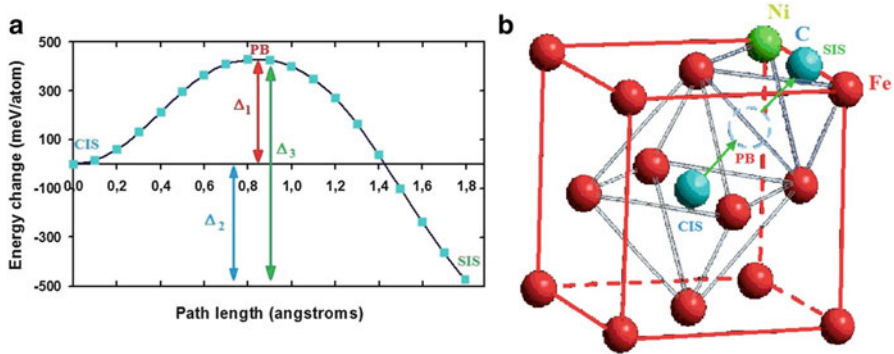 a
500
300
100
-100
-300
-500
Energy change (meV/atom)
0,0 0,2 0,4 0,6 0,8 1,0 1,2 1,4 1,6 1,8
Path length (angstroms)
CIS
PB
Δ1
Δ3
Δ2
SIS
b
Ni
C
SIS
Fe
PB
CIS